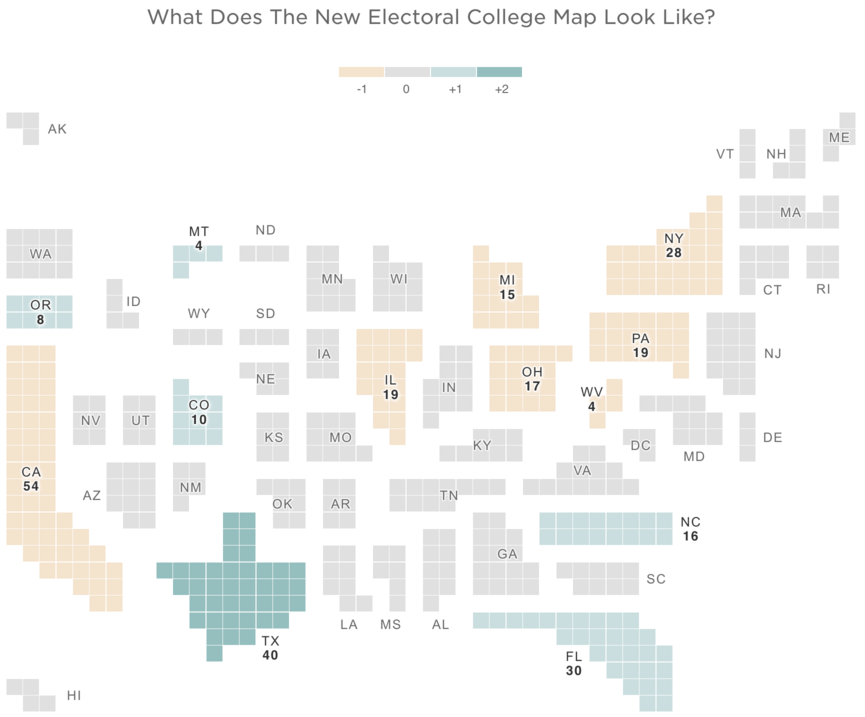 What Does The New Electoral College Map Look Like?
-1 0 +1 +2
AK
ME
VT NH
MA
MT
4
ND
NY
28
WA
MN
WI
MI
15
CT
RI
OR
8
ID
WY
SD
PA
19
IA
NJ
OH
17
NE
IL
19
IN
WV
4
CO
10
NV
UT
KS
MO
KY
DC
MD
DE
CA
54
AZ
NM
OK
AR
TN
VA
NC
16
GA
SC
LA
MS
AL
TX
40
FL
30
HI